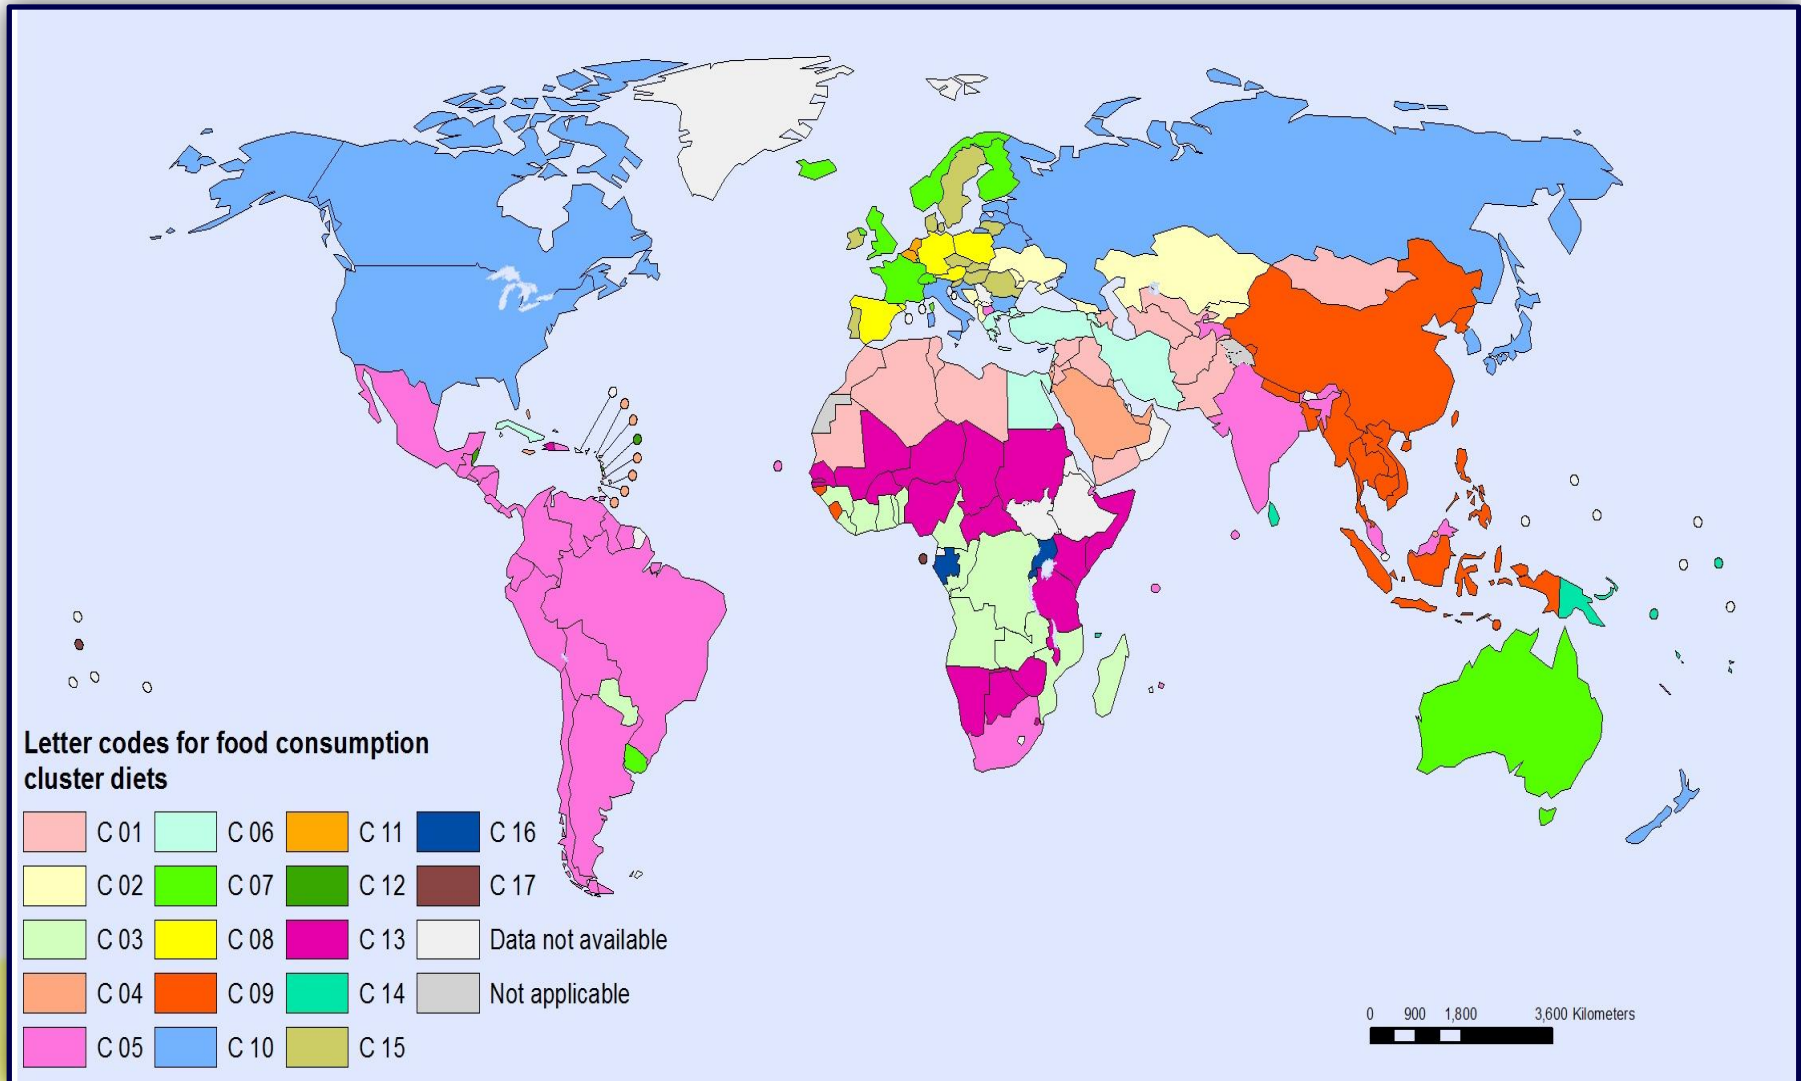 Letter codes for food consumption
cluster diets
C 01 C 06 C 11 C 16
C 02 C 07 C 12 C 17
C 03 C 08 C 13 Data not available
C 04 C 09 C 14 Not applicable
C 05 C 10 C 15
0 900 1,800 3,600 Kilometers